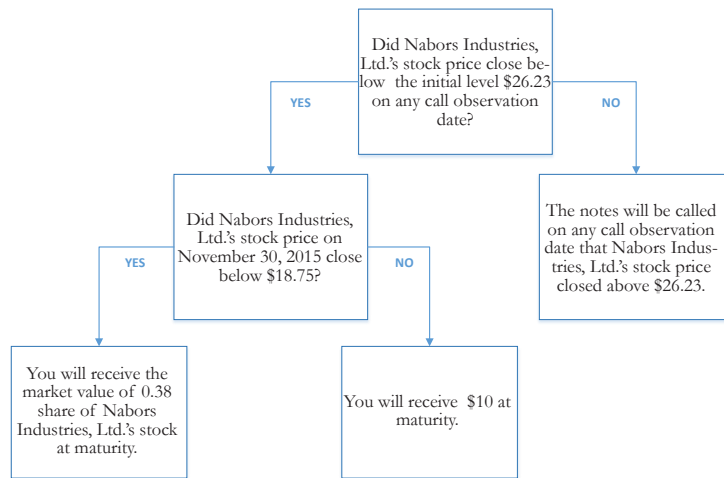 Did Nabors Industries,
Ltd.'s stock price close be-
low the initial level $26.23
on any call observation
date?
YES
NO
Did Nabors Industries,
Ltd.'s stock price on
November 30, 2015 close
below $18.75?
The notes will be called
on any call observation
date that Nabors Indus-
tries, Ltd.'s stock price
closed above $26.23.
YES
NO
You will receive the
market value of 0.38
share of Nabors
Industries, Ltd.'s stock
at maturity.
You will receive $10 at
maturity.